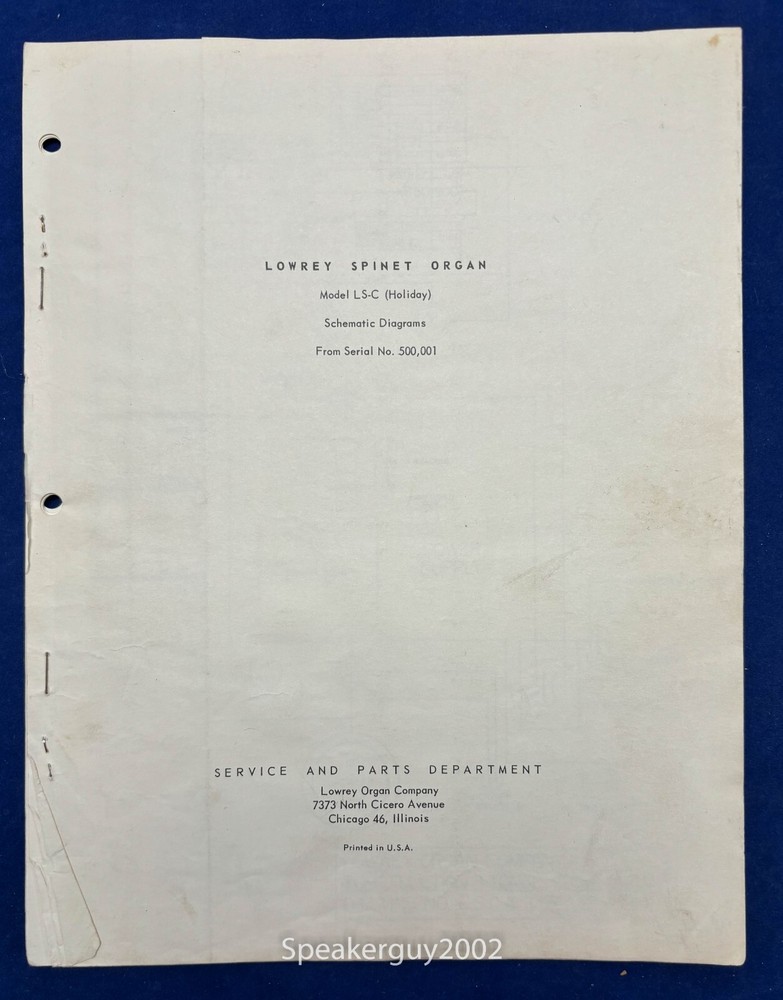 LOWREY SPINET ORGAN
Model LS-C (Holiday)
Schematic Diagrams
From Serial No. 500,001
SERVICE AND PARTS DEPARTMENT
Lowrey Organ Company
7373 North Cicero Avenue
Chicago 46, Illinois
Printed in U.S.A.
Speakerguy2002